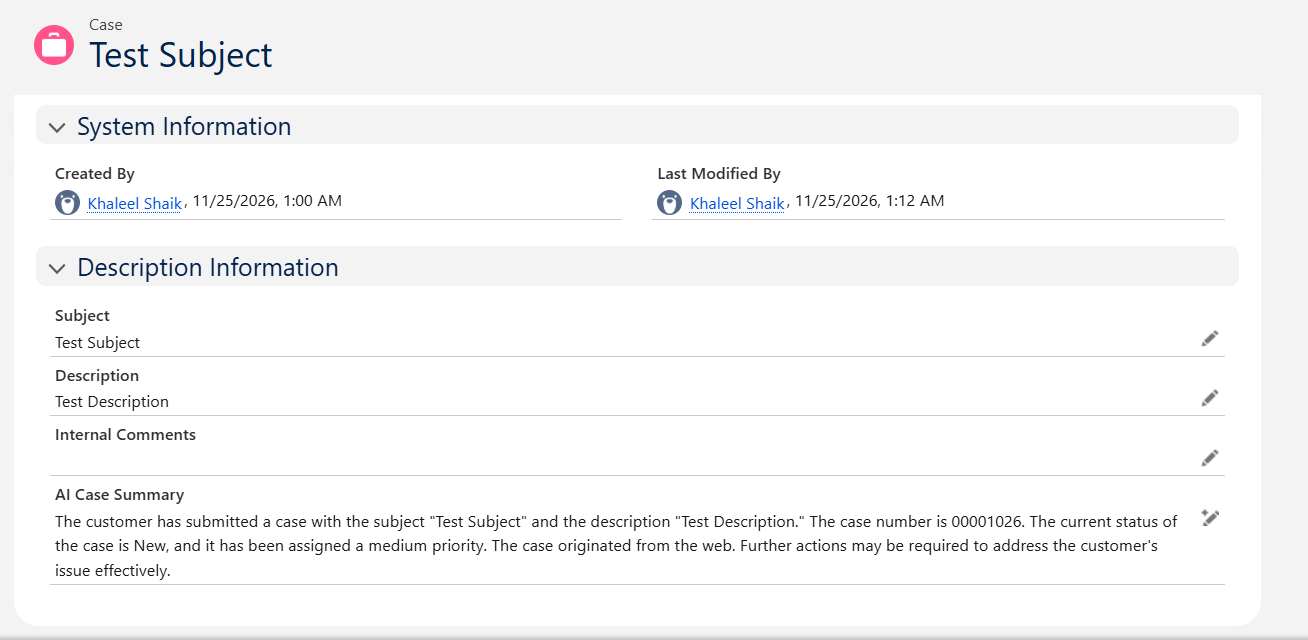 Case
Test Subject
System Information
Created By
Khaleel Shaik, 11/25/2026, 1:00 AM
Last Modified By
Khaleel Shaik, 11/25/2026, 1:12 AM
Description Information
Subject
Test Subject
Description
Test Description
Internal Comments
AI Case Summary
The customer has submitted a case with the subject "Test Subject" and the description "Test Description." The case number is 00001026. The current status of
the case is New, and it has been assigned a medium priority. The case originated from the web. Further actions may be required to address the customer's
issue effectively.